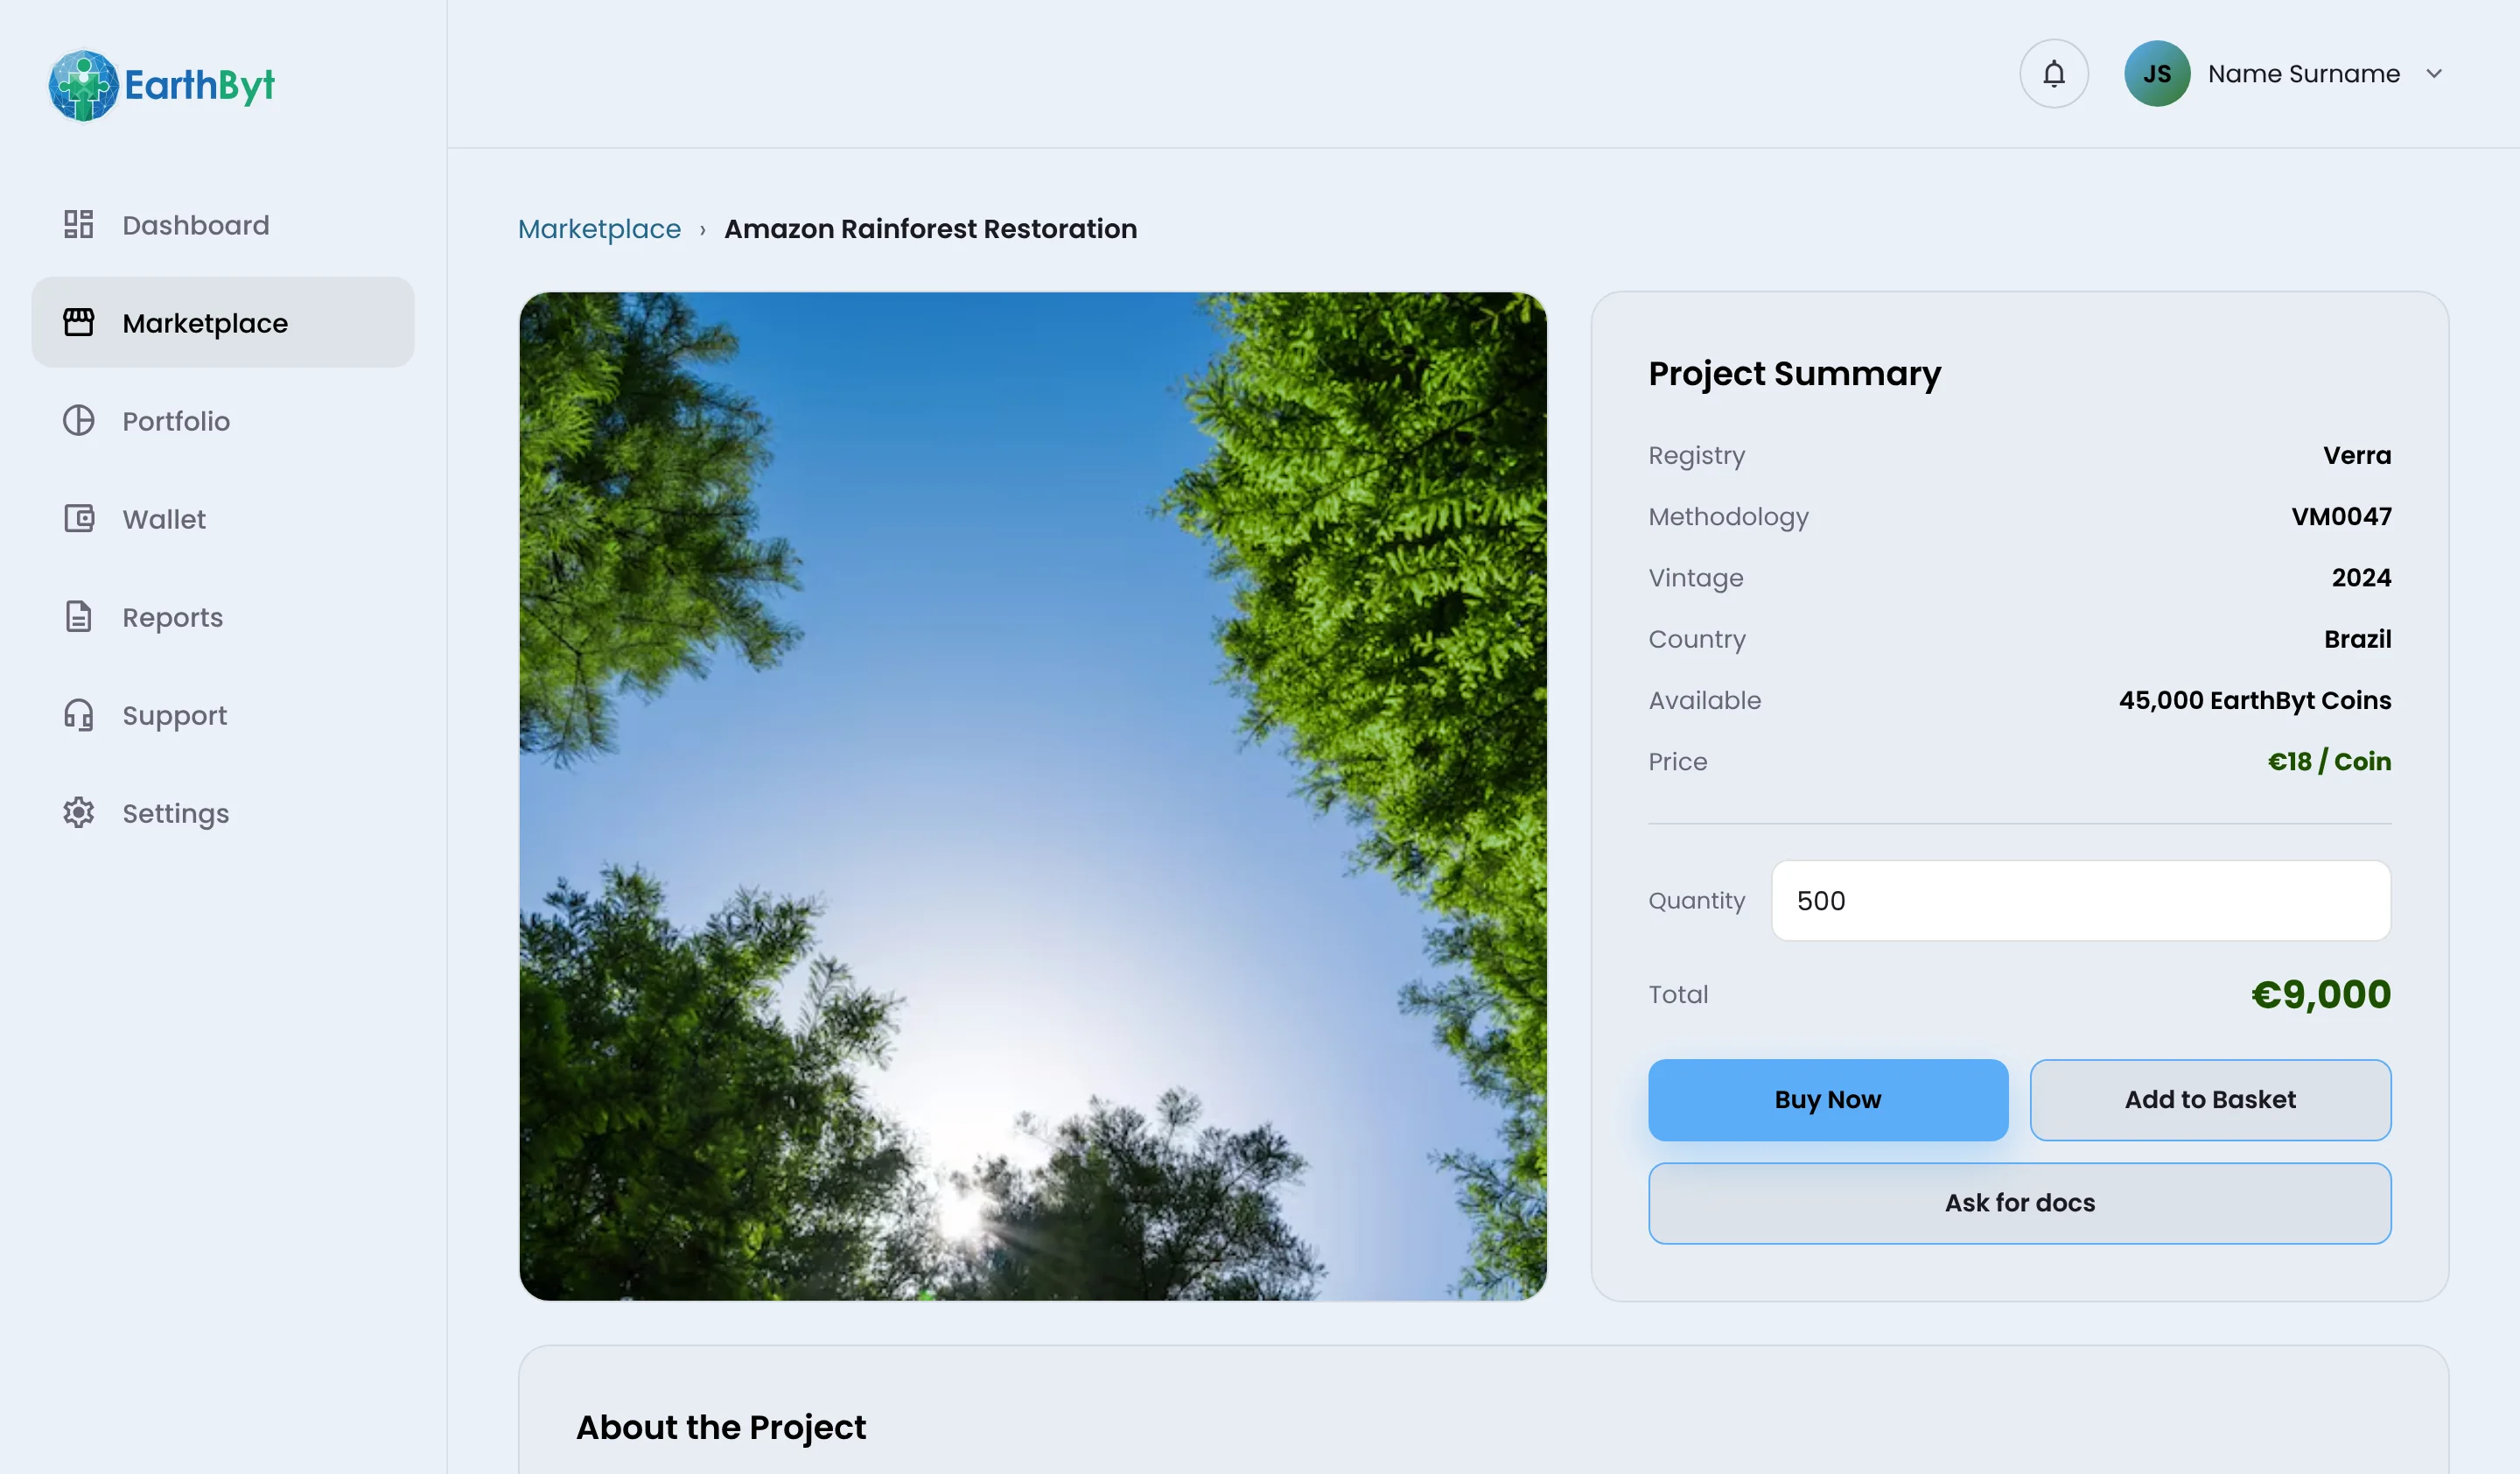 EarthByt
JS Name Surname
Dashboard
Marketplace
Portfolio
Wallet
Reports
Support
Settings
Marketplace › Amazon Rainforest Restoration
Project Summary
Registry Verra
Methodology VM0047
Vintage 2024
Country Brazil
Available 45,000 EarthByt Coins
Price €18 / Coin
Quantity 500
Total €9,000
Buy Now Add to Basket
Ask for docs
About the Project